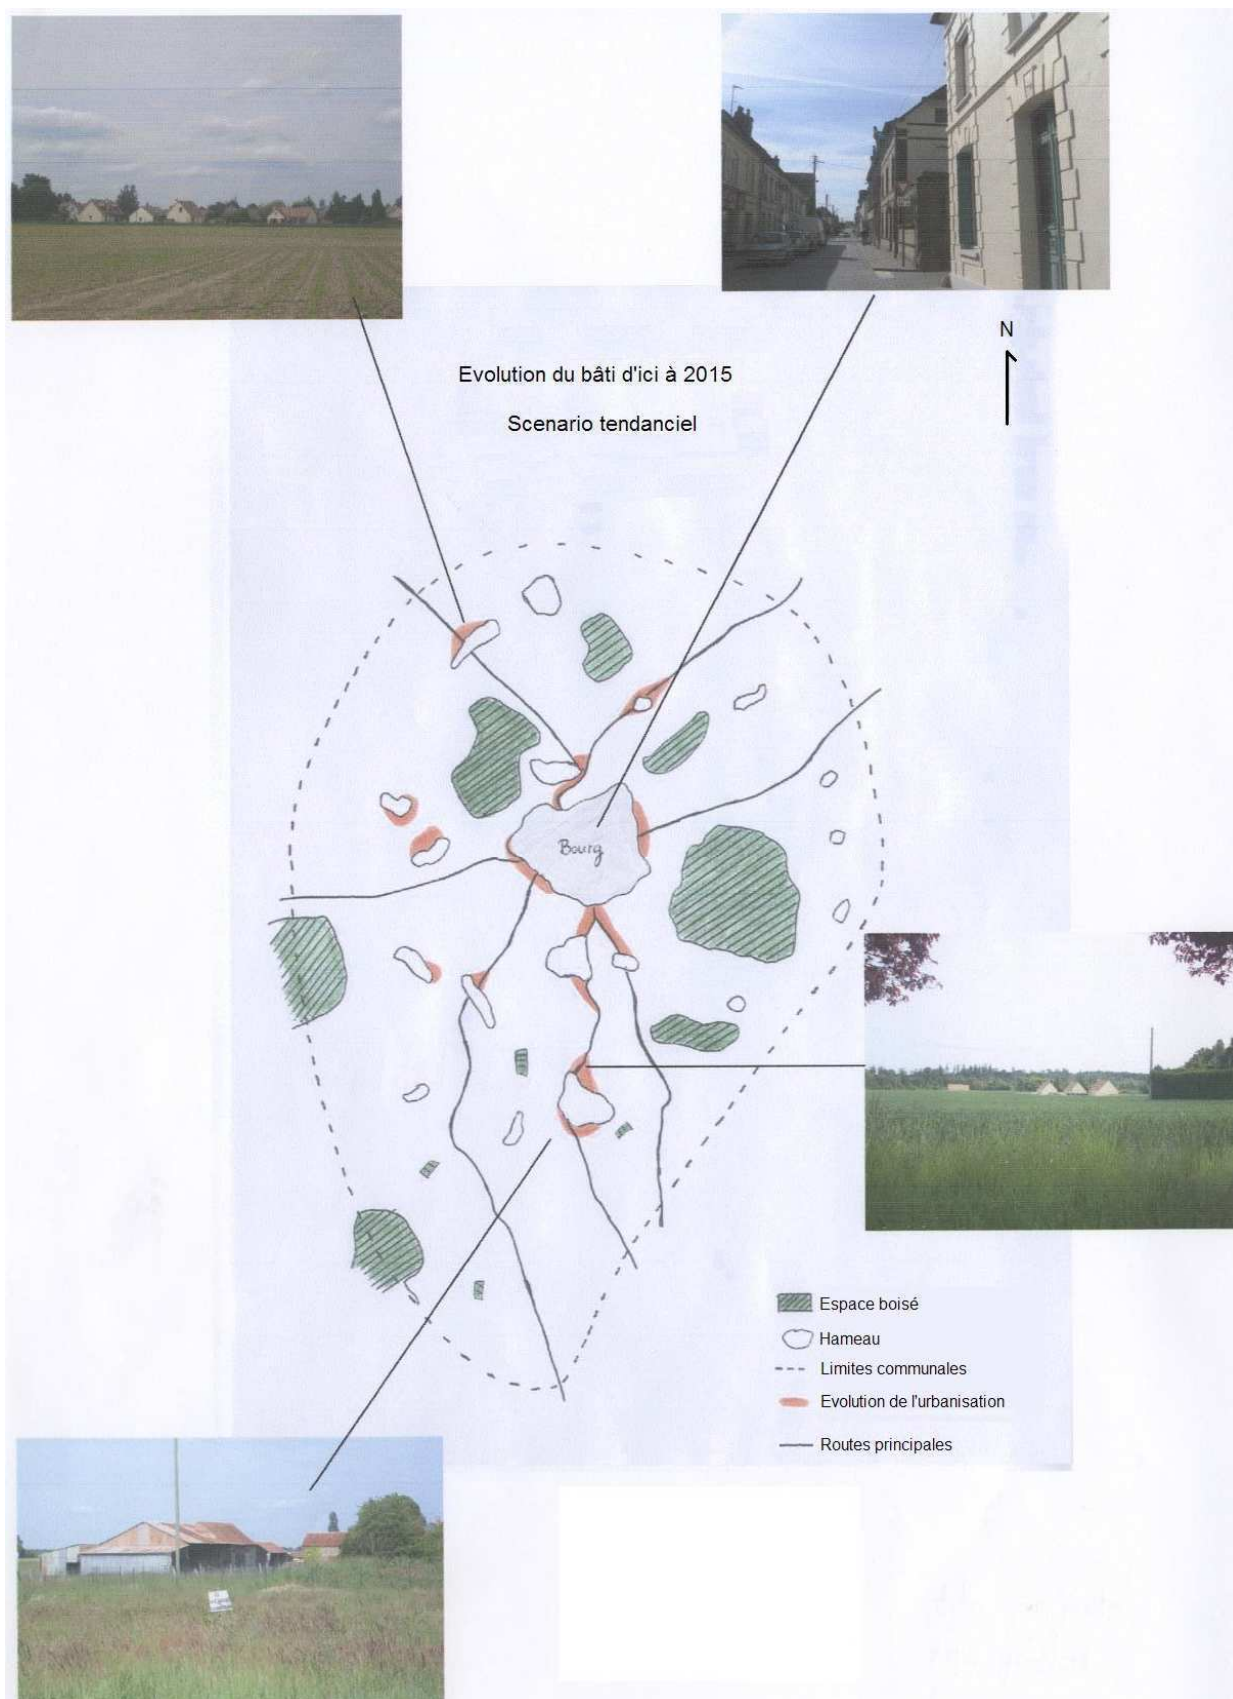 N
Evolution du bâti d'ici à 2015
Scenario tendanciel
Bourg
Espace boisé
Hameau
Limites communales
Evolution de l'urbanisation
Routes principales